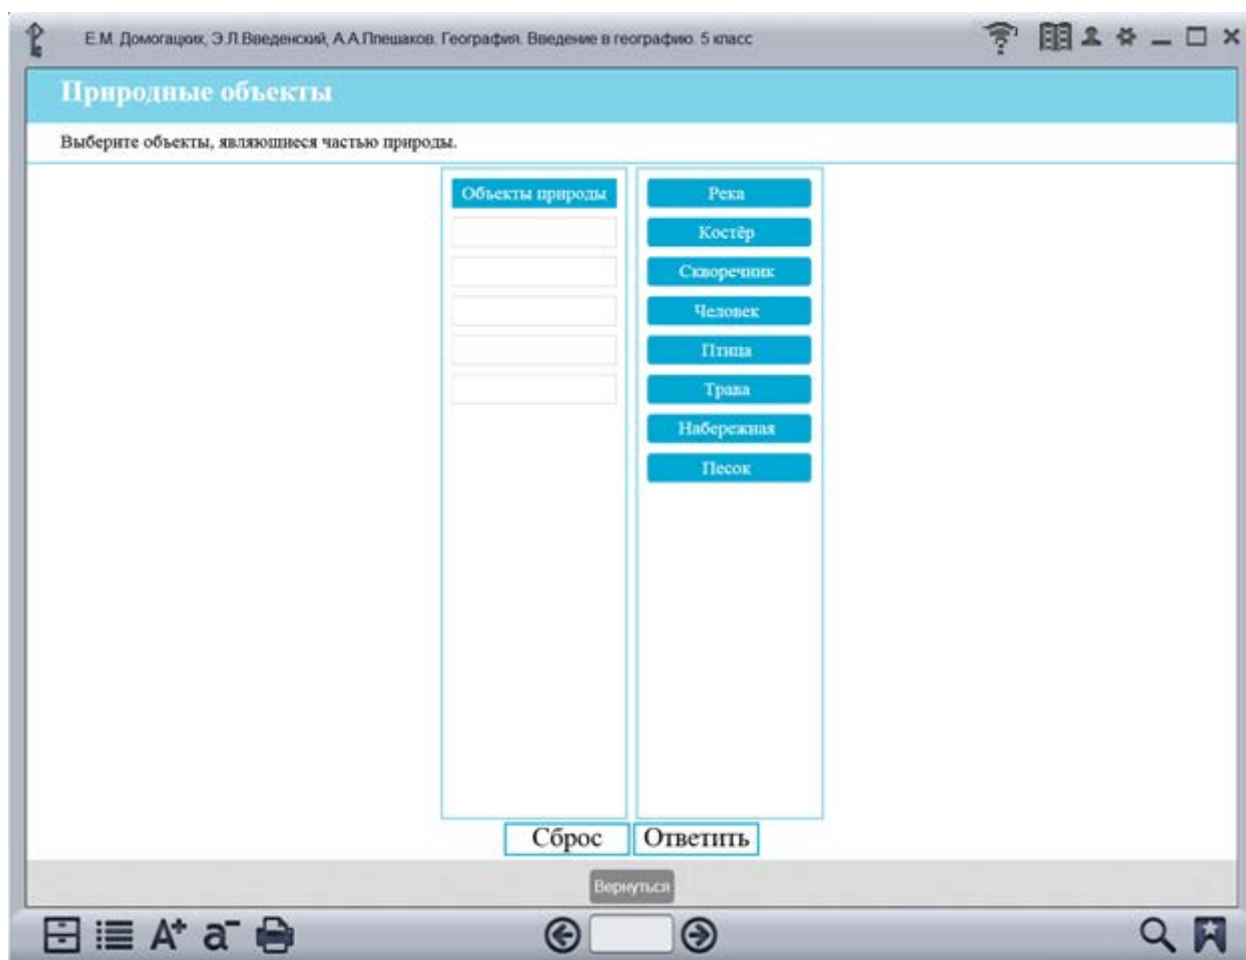 Е.М. Домогацких, Э.Л.Введенский, А.А.Плешаков. География. Введение в географию. 5 класс
Природные объекты
Выберите объекты, являющиеся частью природы.
Объекты природы
Река
Костёр
Скворечник
Человек
Птица
Трава
Набережная
Песок
Сброс
Ответить
Вернуться
A+
a-